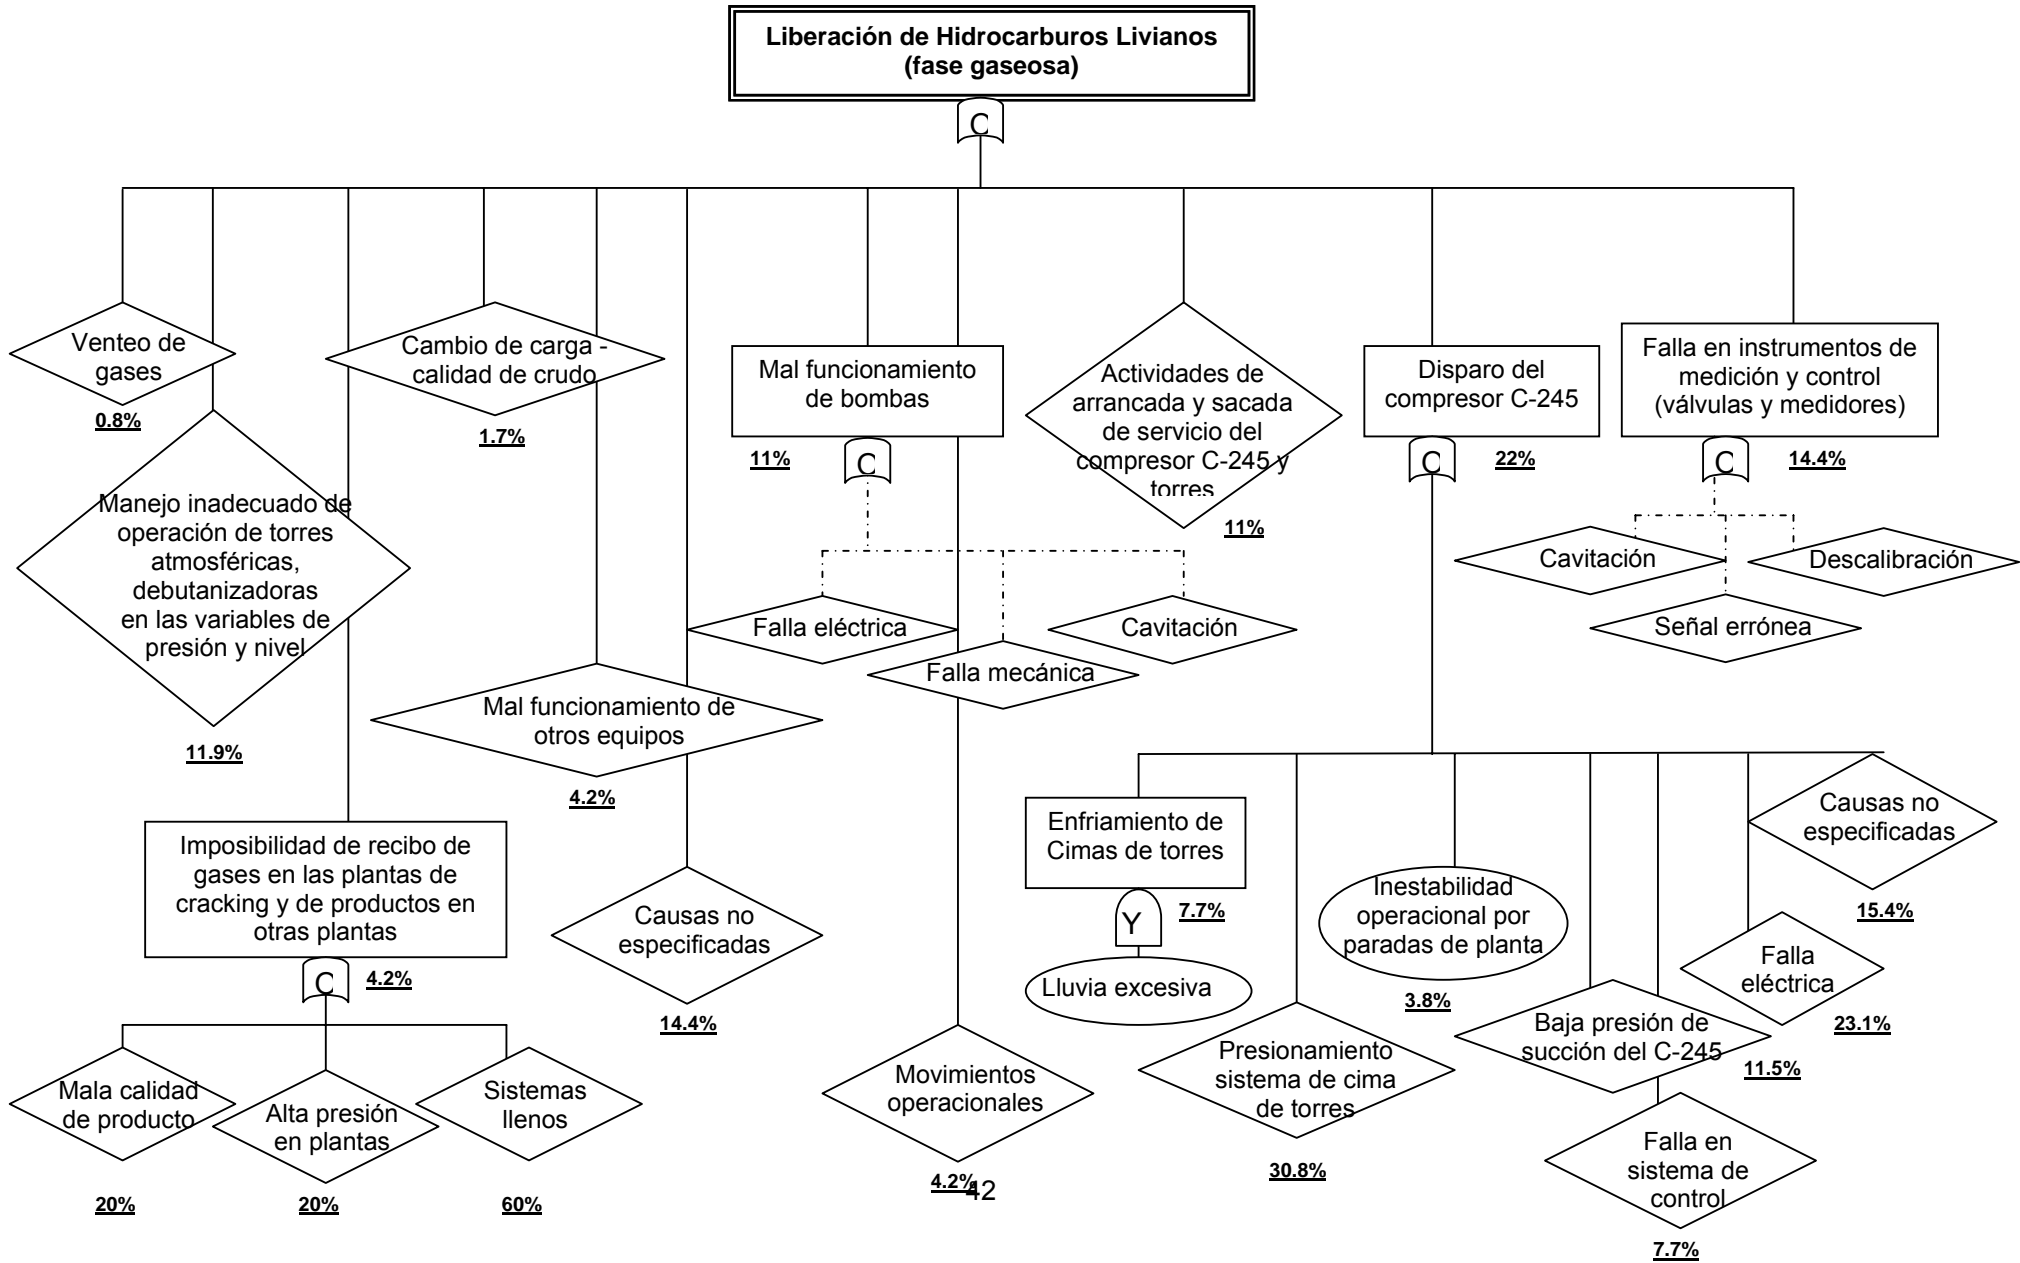 Liberación de Hidrocarburos Livianos
(fase gaseosa)
C
Venteo de
gases
0.8%
Manejo inadecuado de
operación de torres
atmosféricas,
debutanizadoras
en las variables de
presión y nivel
11.9%
Imposibilidad de recibo de
gases en las plantas de
cracking y de productos en
otras plantas
C
4.2%
Mala calidad
de producto
20%
Alta presión
en plantas
20%
Sistemas
llenos
60%
Cambio de carga -
calidad de crudo
1.7%
Mal funcionamiento de
otros equipos
4.2%
Causas no
especificadas
14.4%
Mal funcionamiento
de bombas
11%
C
Falla eléctrica
Falla mecánica
Cavitación
Movimientos
operacionales
4.2%
Actividades de
arrancada y sacada
de servicio del
compresor C-245 y
torres
11%
Disparo del
compresor C-245
C
22%
Enfriamiento de
Cimas de torres
Y
7.7%
Lluvia excesiva
Presionamiento
sistema de cima
de torres
30.8%
Inestabilidad
operacional por
paradas de planta
3.8%
Baja presión de
succión del C-245
11.5%
Falla en
sistema de
control
7.7%
Falla
eléctrica
23.1%
Causas no
especificadas
15.4%
Falla en instrumentos de
medición y control
(válvulas y medidores)
C
14.4%
Cavitación
Señal errónea
Descalibración
42